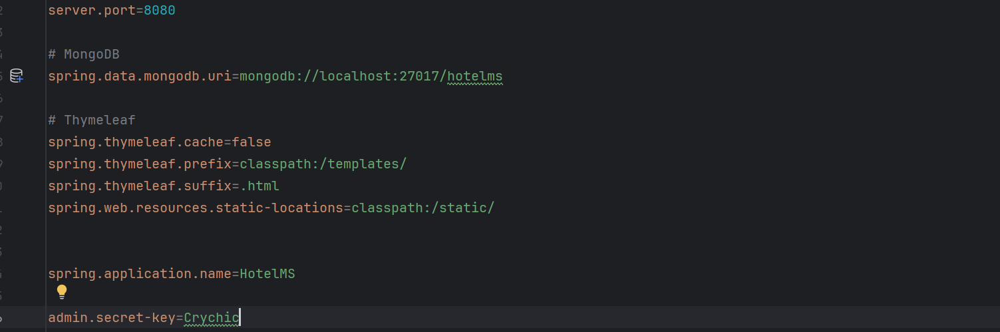 server.port=8080
# MongoDB
spring.data.mongodb.uri=mongodb://localhost:27017/hotelms
# Thymeleaf
spring.thymeleaf.cache=false
spring.thymeleaf.prefix=classpath:/templates/
spring.thymeleaf.suffix=.html
spring.web.resources.static-locations=classpath:/static/
spring.application.name=HotelMS
admin.secret-key=Crychic